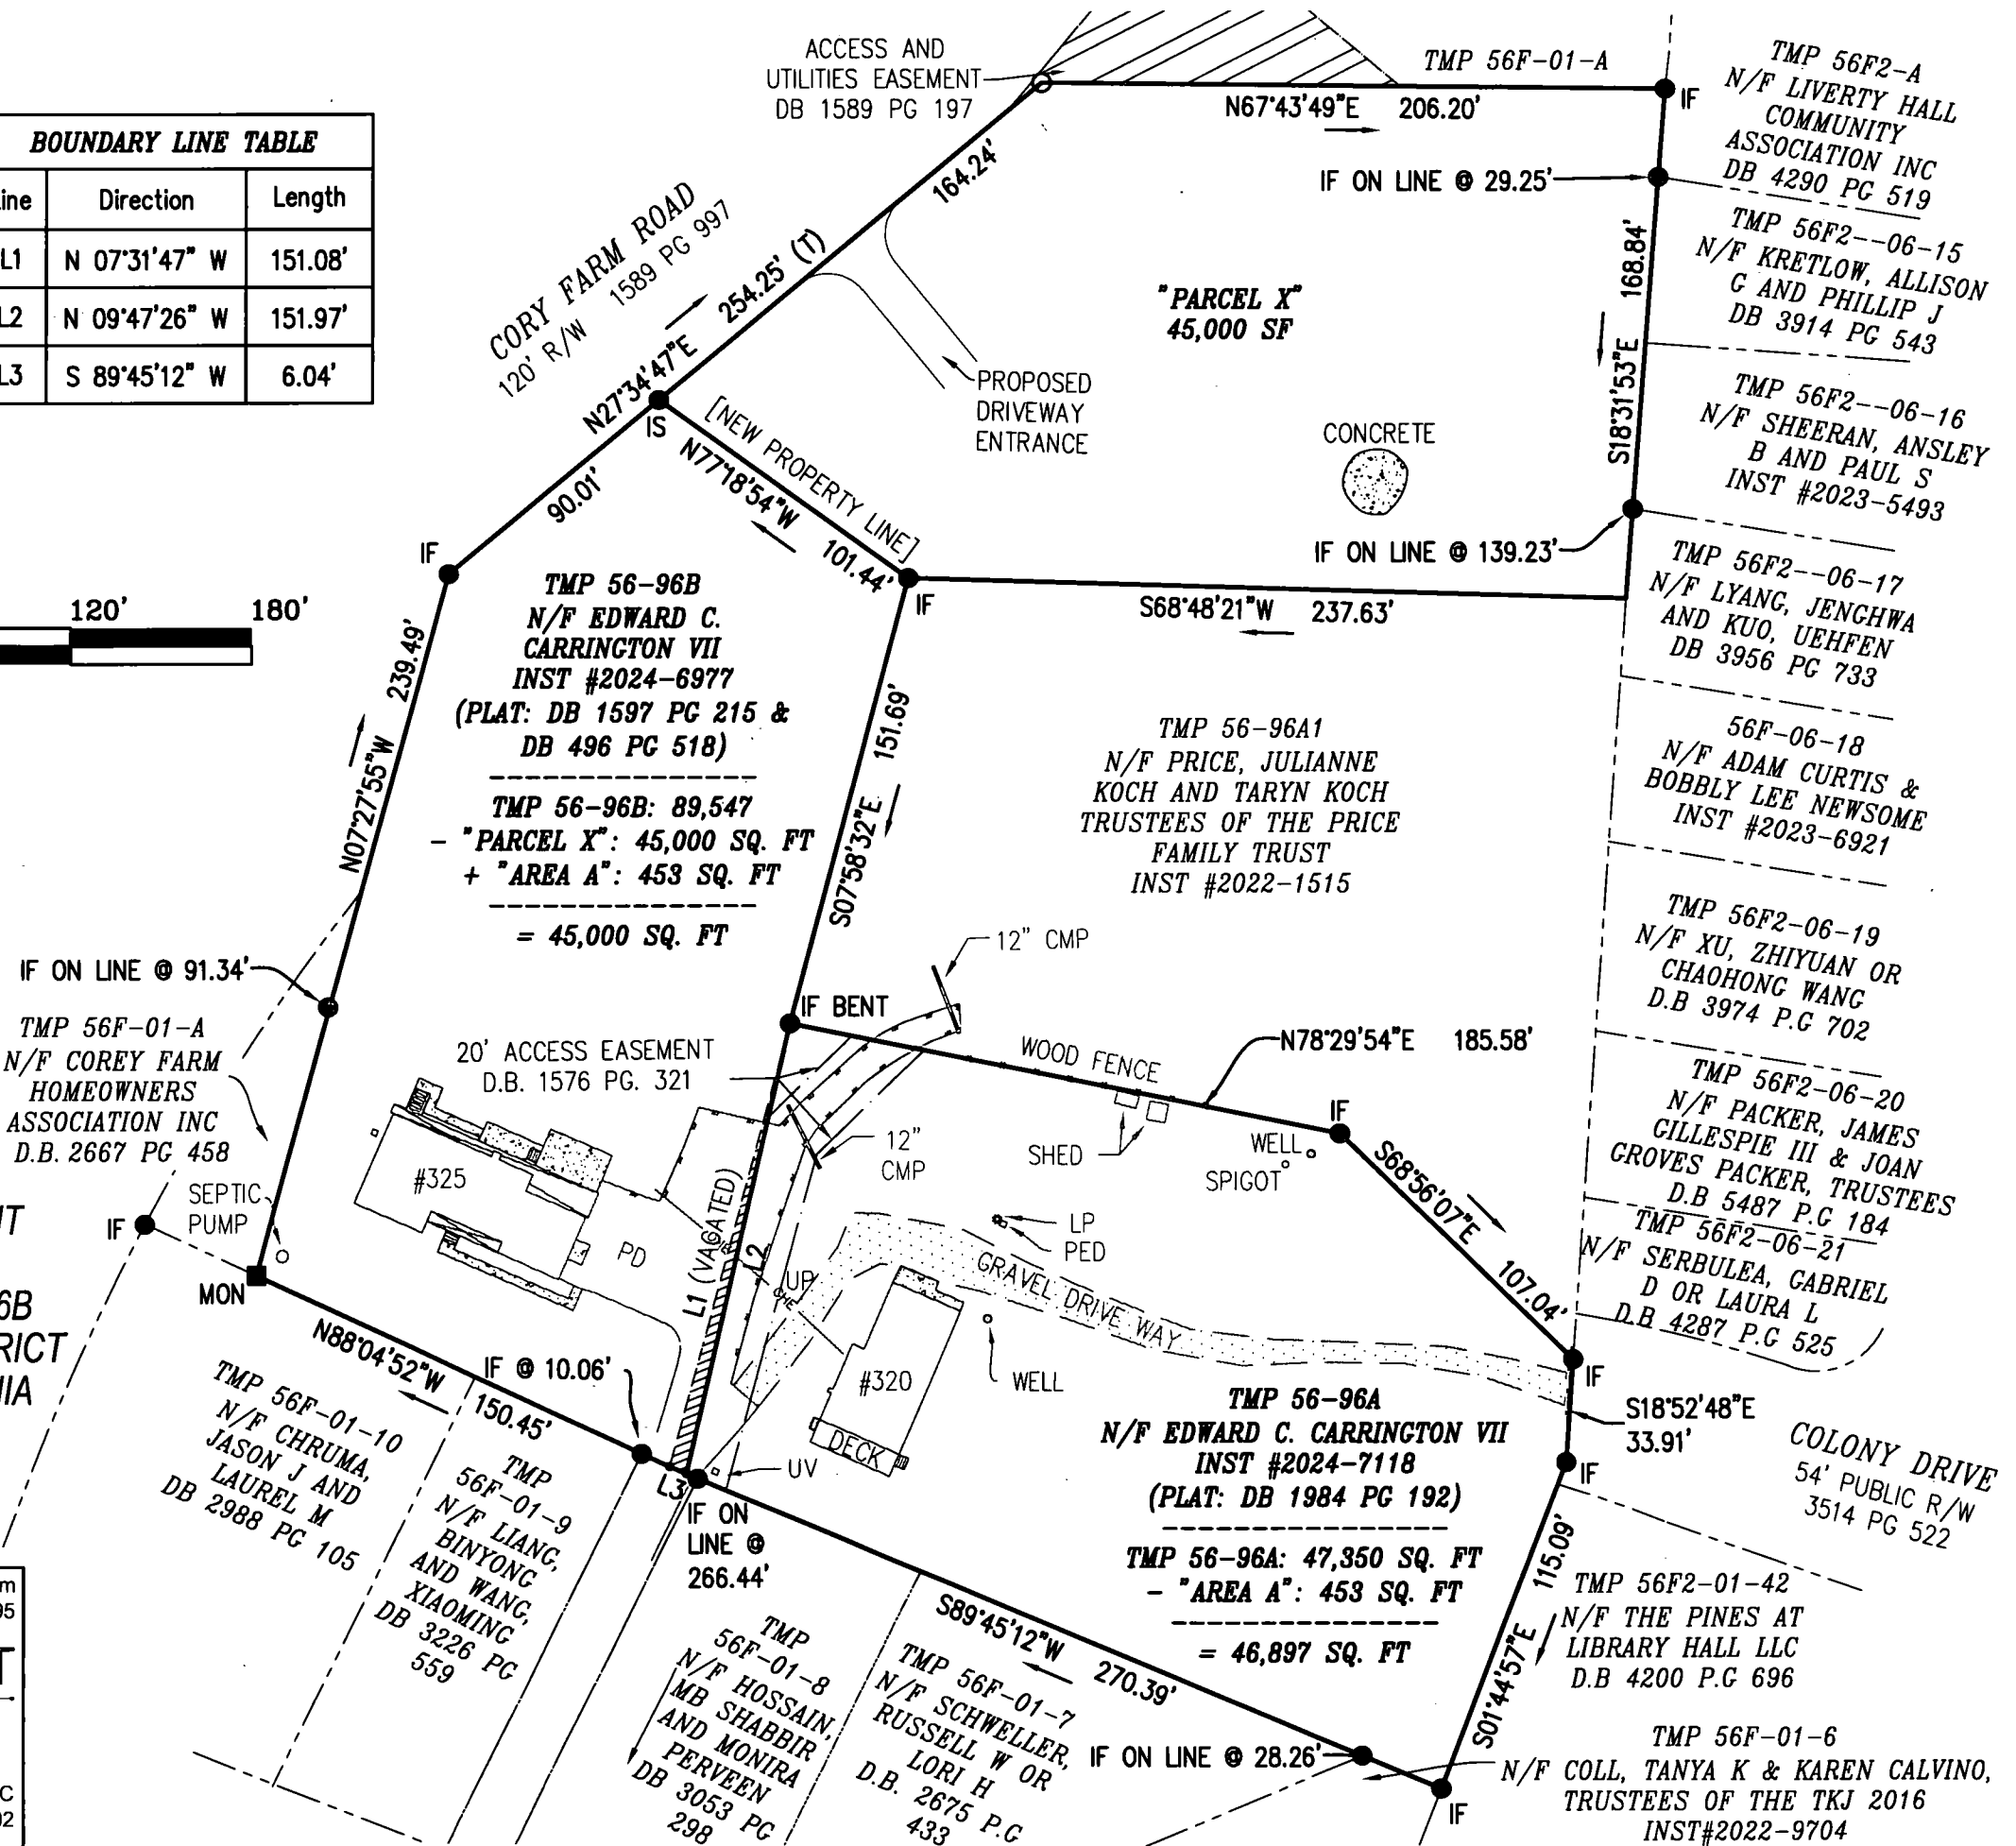 BOUNDARY LINE TABLE
ine Direction Length
L1 N 07°31'47" W 151.08'
L2 N 09°47'26" W 151.97'
L3 S 89°45'12" W 6.04'
ACCESS AND
UTILITIES EASEMENT
DB 1589 PG 197
TMP 56F-01-A
N67°43'49"E 206.20'
IF
TMP 56F2-A
N/F LIVERTY HALL
COMMUNITY
ASSOCIATION INC
DB 4290 PG 519
IF ON LINE @ 29.25'
164.24'
CORY FARM ROAD
120' R/W 1589 PG 997
N27°34'47"E 254.25' (T)
S18°31'53"E 168.84'
TMP 56F2--06-15
N/F KRETLOW, ALLISON
G AND PHILLIP J
DB 3914 PG 543
"PARCEL X"
45,000 SF
PROPOSED
DRIVEWAY
ENTRANCE
IS
[NEW PROPERTY LINE]
N77°18'54"W 101.44'
CONCRETE
TMP 56F2--06-16
N/F SHEERAN, ANSLEY
B AND PAUL S
INST #2023-5493
90.01'
IF
IF ON LINE @ 139.23'
IF
S68°48'21"W 237.63'
TMP 56F2--06-17
N/F LYANG, JENGHWA
AND KUO, UEHFEN
DB 3956 PG 733
120' 180'
TMP 56-96B
N/F EDWARD C.
CARRINGTON VII
INST #2024-6977
(PLAT: DB 1597 PG 215 &
DB 496 PG 518)
TMP 56-96B: 89,547
- "PARCEL X": 45,000 SQ. FT
+ "AREA A": 453 SQ. FT
= 45,000 SQ. FT
N07°27'55"W 239.49'
S07°58'32"E 151.69'
TMP 56-96A1
N/F PRICE, JULIANNE
KOCH AND TARYN KOCH
TRUSTEES OF THE PRICE
FAMILY TRUST
INST #2022-1515
56F-06-18
N/F ADAM CURTIS &
BOBBLY LEE NEWSOME
INST #2023-6921
TMP 56F2-06-19
N/F XU, ZHIYUAN OR
CHAOHONG WANG
D.B 3974 P.G 702
IF ON LINE @ 91.34'
TMP 56F-01-A
N/F COREY FARM
HOMEOWNERS
ASSOCIATION INC
D.B. 2667 PG 458
12" CMP
IF BENT
20' ACCESS EASEMENT
D.B. 1576 PG. 321
WOOD FENCE
N78°29'54"E 185.58'
TMP 56F2-06-20
N/F PACKER, JAMES
GILLESPIE III & JOAN
GROVES PACKER, TRUSTEES
D.B 5487 P.G 184
12"
CMP
SHED
IF
WELL
SPIGOT
S68°56'07"E 107.04'
TMP 56F2-06-21
N/F SERBULEA, GABRIEL
D OR LAURA L
D.B 4287 P.G 525
#325
SEPTIC
PUMP
IF
MON
PD
OHE
L1 (VACATED)
L2
UP
OHE
LP
PED
GRAVEL DRIVE WAY
IF
S18°52'48"E
33.91'
IF
COLONY DRIVE
54' PUBLIC R/W
3514 PG 522
IT
6B
RICT
IA
N88°04'52"W 150.45'
IF @ 10.06'
#320
WELL
DECK
UV
L3
IF ON
LINE @
266.44'
TMP 56-96A
N/F EDWARD C. CARRINGTON VII
INST #2024-7118
(PLAT: DB 1984 PG 192)
TMP 56-96A: 47,350 SQ. FT
- "AREA A": 453 SQ. FT
= 46,897 SQ. FT
TMP 56F-01-10
N/F CHRUMA,
JASON J AND
LAUREL M
DB 2988 PG 105
TMP
56F-01-9
N/F LIANG,
BINYONG
AND WANG,
XIAOMING
DB 3226 PG
559
TMP
56F-01-8
N/F HOSSAIN,
MB SHABBIR
AND MONIRA
PERVEEN
DB 3053 PG
298
TMP 56F-01-7
N/F SCHWELLER,
RUSSELL W OR
LORI H
D.B. 2675 P.G
433
S89°45'12"W 270.39'
IF ON LINE @ 28.26'
IF
S01°44'57"E 115.09'
TMP 56F2-01-42
N/F THE PINES AT
LIBRARY HALL LLC
D.B 4200 P.G 696
TMP 56F-01-6
N/F COLL, TANYA K & KAREN CALVINO,
TRUSTEES OF THE TKJ 2016
INST#2022-9704
m
95
T
C
02